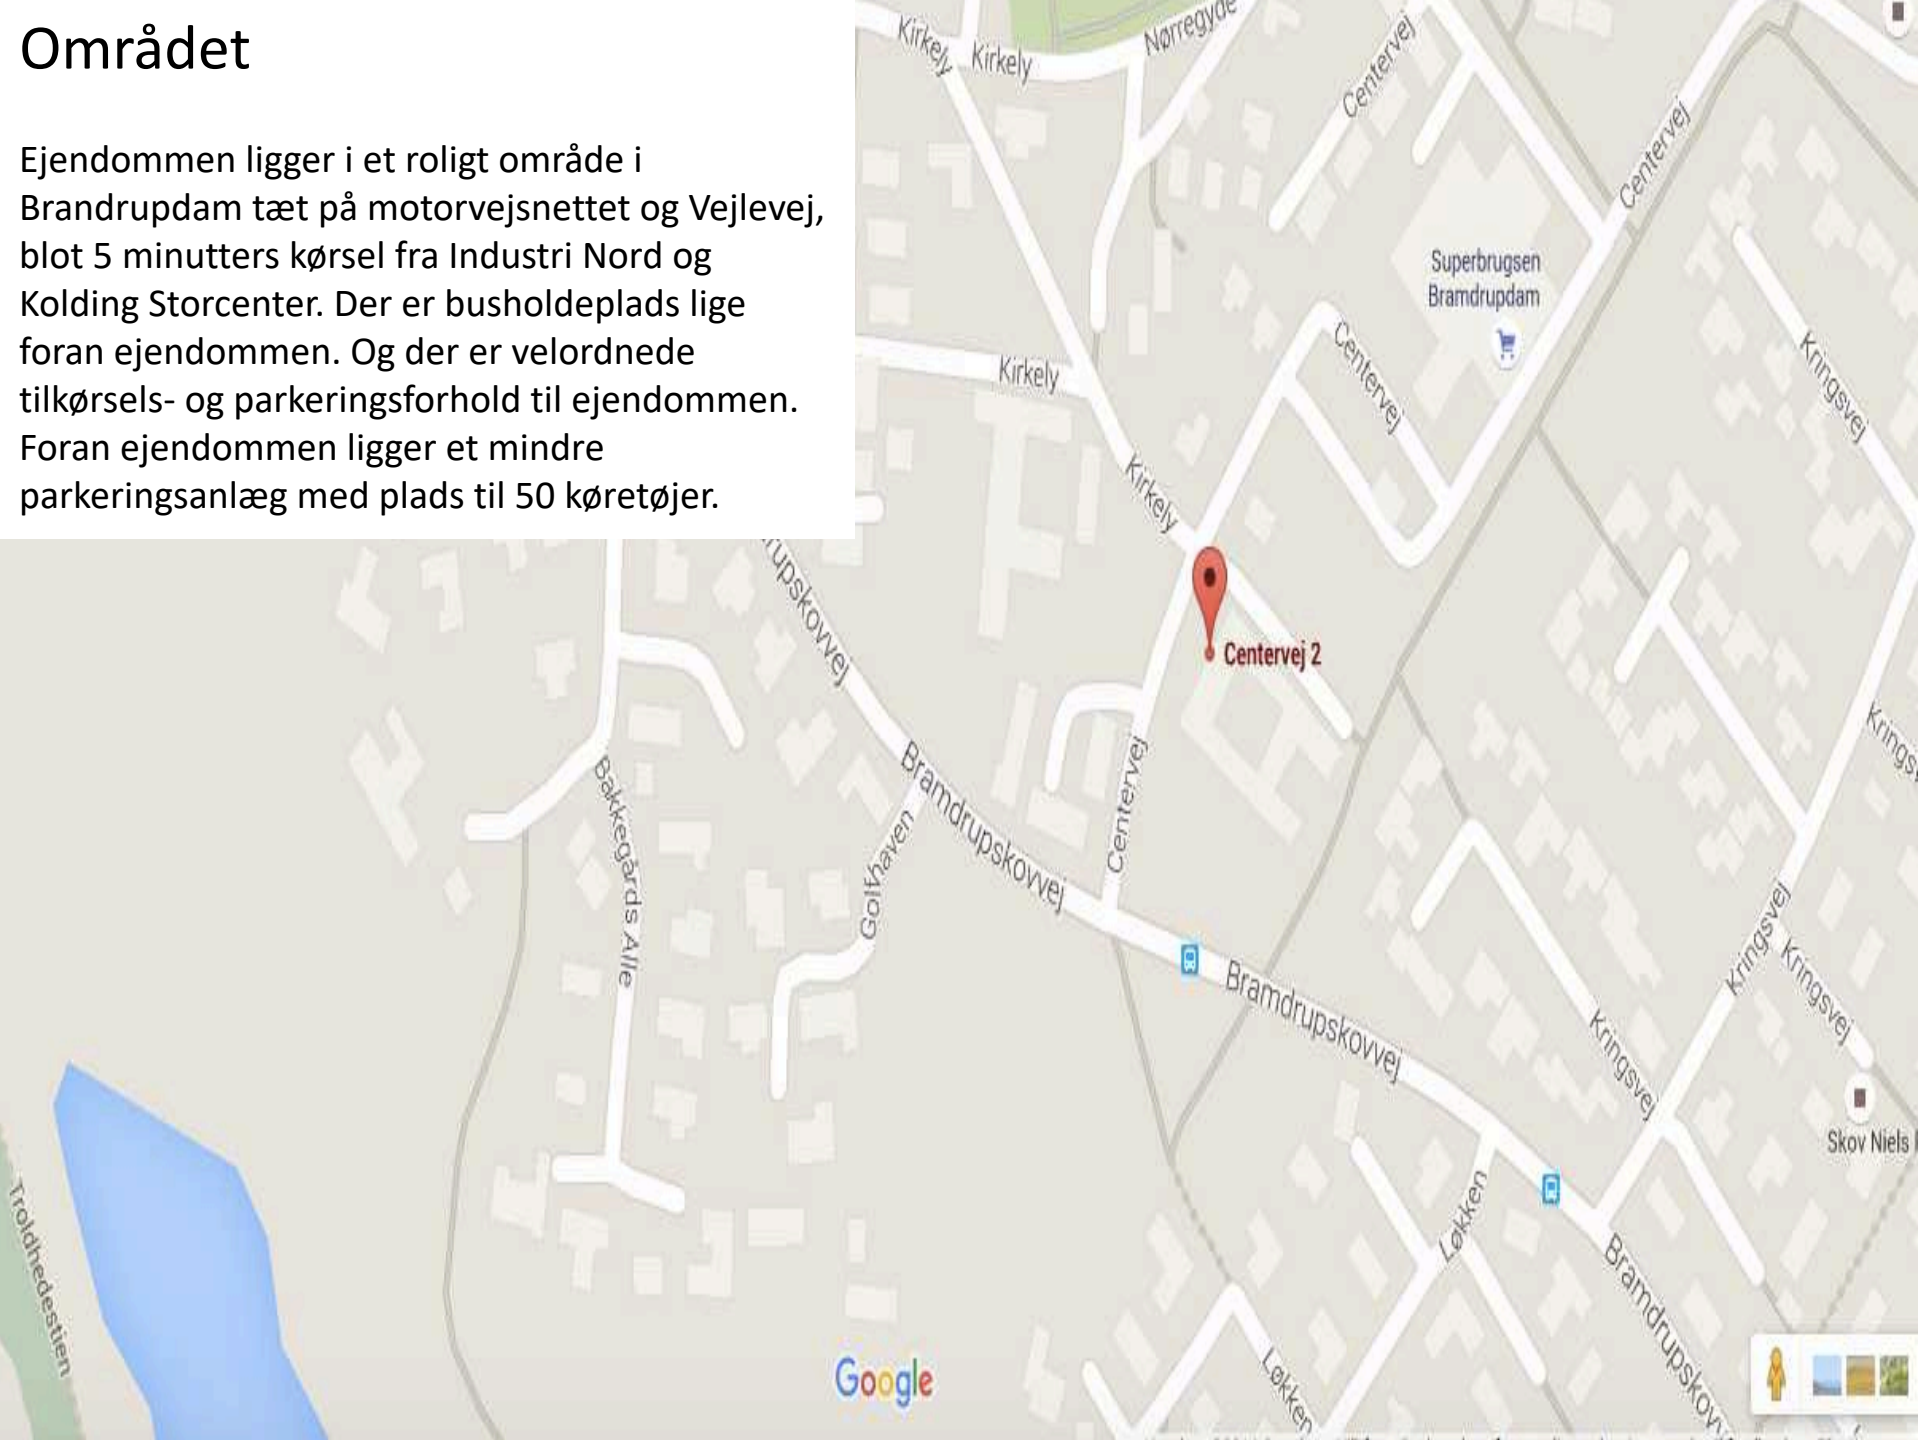 Området
Ejendommen ligger i et roligt område i
Brandrupdam tæt på motorvejsnettet og Vejlevej,
blot 5 minutters kørsel fra Industri Nord og
Kolding Storcenter. Der er busholdeplads lige
foran ejendommen. Og der er velordnede
tilkørsels- og parkeringsforhold til ejendommen.
Foran ejendommen ligger et mindre
parkeringsanlæg med plads til 50 køretøjer.
Kirkely
Kirkely
Nørregyde
Centervej
Centervej
Superbrugsen
Bramdrupdam
Centervej
Kringsvej
Kirkely
Kirkely
rupskovvej
Centervej 2
Kringsv
Bramdrupskovvej
Centervej
Bakkegårds Alle
Golfhaven
Kringsvej
Kringsvej
Bramdrupskovvej
Kringsvej
Skov Niels
Troldhedestien
Løkken
Bramdrupskovv
Løkken
Google